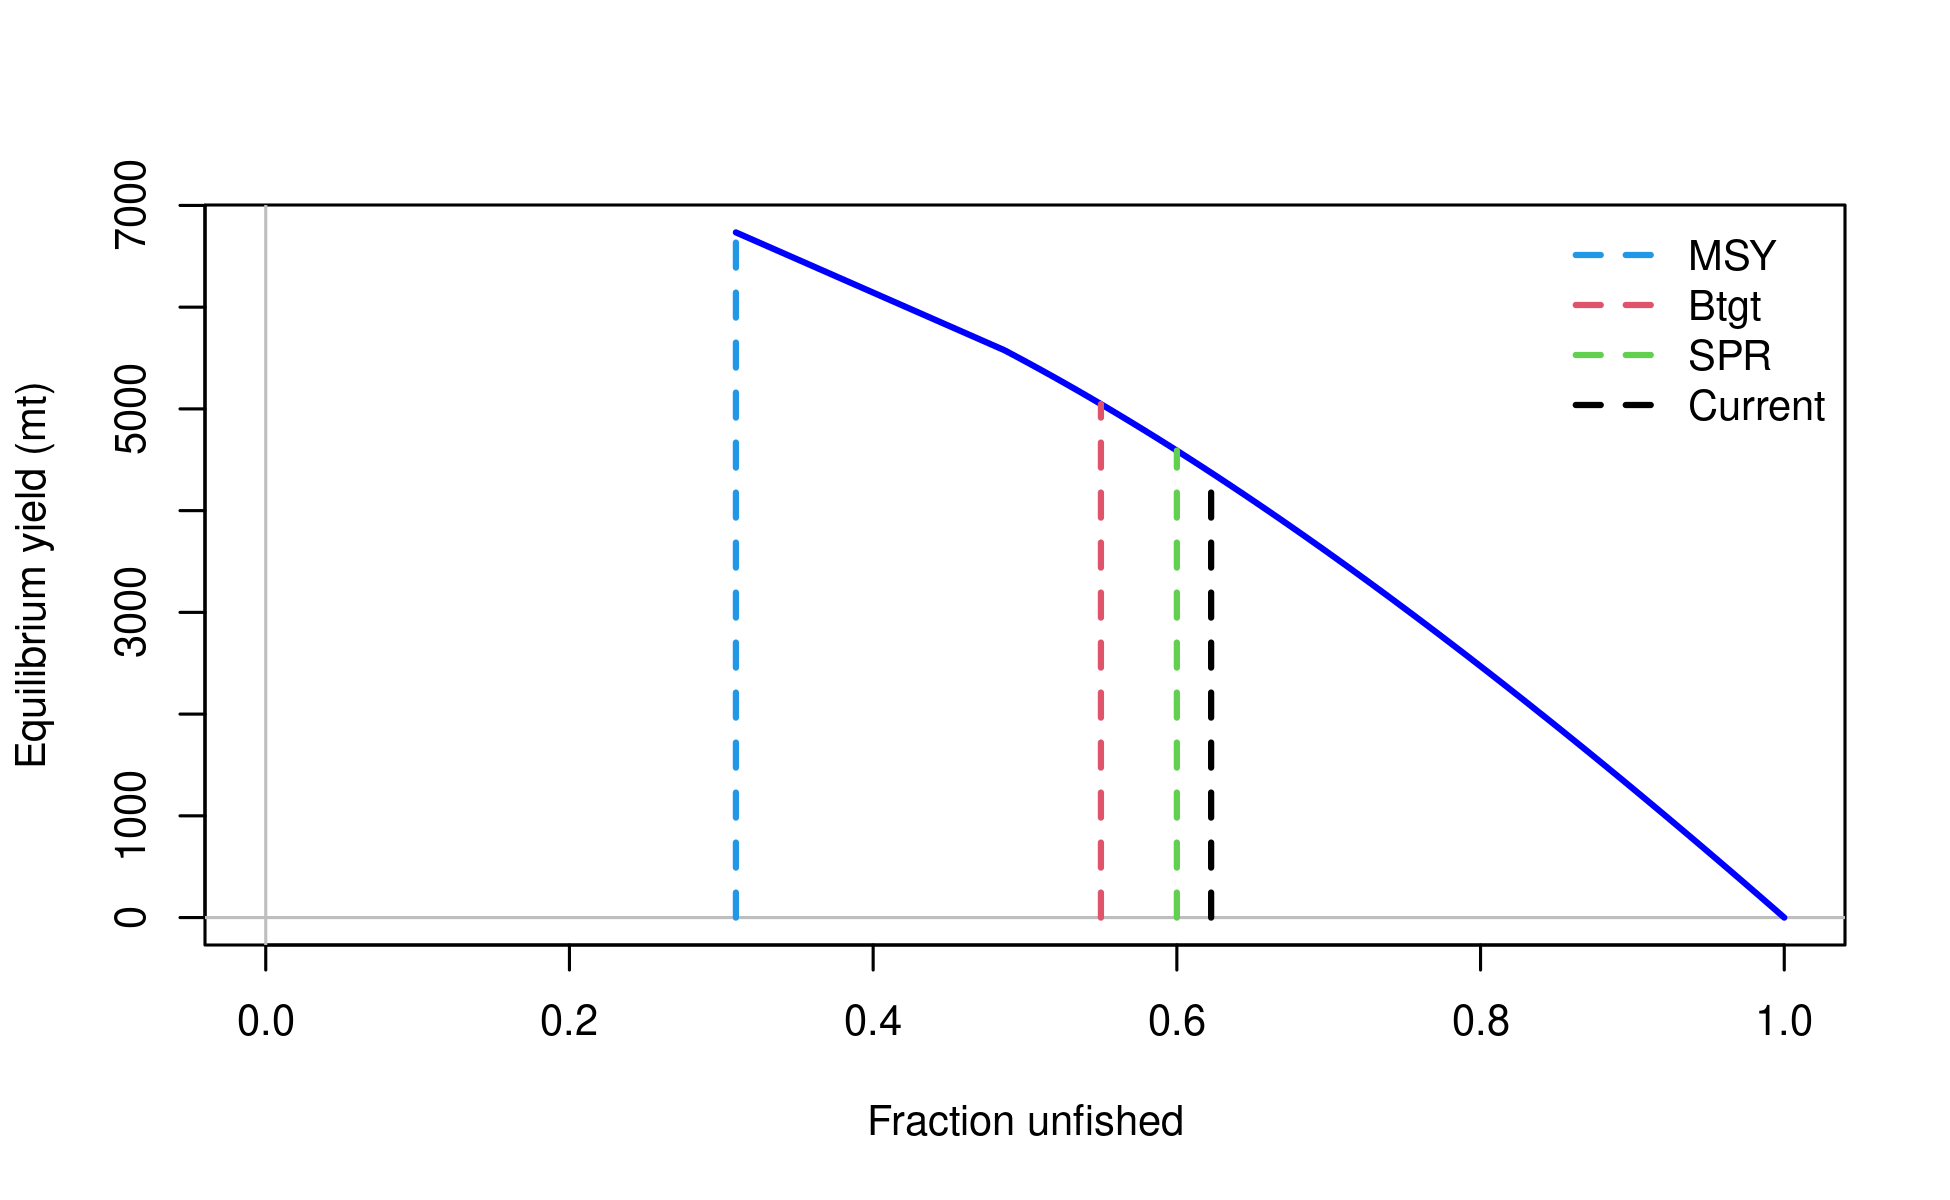 Equilibrium yield (mt)
7000
5000
3000
1000
0
MSY
Btgt
SPR
Current
0.0 0.2 0.4 0.6 0.8 1.0
Fraction unfished